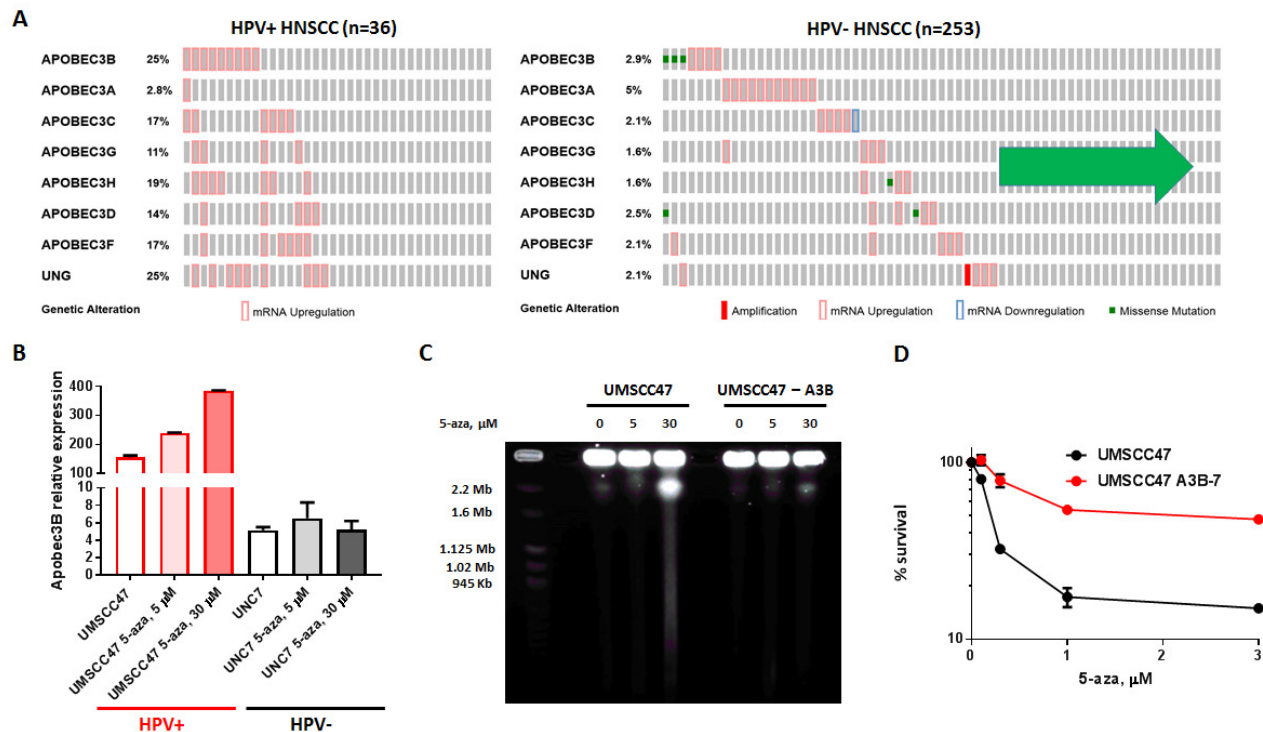 A
HPV+ HNSCC (n=36)
APOBEC3B 25%
APOBEC3A 2.8%
APOBEC3C 17%
APOBEC3G 11%
APOBEC3H 19%
APOBEC3D 14%
APOBEC3F 17%
UNG 25%
Genetic Alteration mRNA Upregulation
HPV- HNSCC (n=253)
APOBEC3B 2.9%
APOBEC3A 5%
APOBEC3C 2.1%
APOBEC3G 1.6%
APOBEC3H 1.6%
APOBEC3D 2.5%
APOBEC3F 2.1%
UNG 2.1%
Genetic Alteration Amplification mRNA Upregulation mRNA Downregulation Missense Mutation
B
Apobec3B relative expression
400
300
200
100
10
8
6
4
2
0
UMSCC47
UMSCC47 5-aza, 5 µM
UMSCC47 5-aza, 30 µM
UNC7
UNC7 5-aza, 5 µM
UNC7 5-aza, 30 µM
HPV+ HPV-
C
UMSCC47 UMSCC47 – A3B
5-aza, µM 0 5 30 0 5 30
2.2 Mb
1.6 Mb
1.125 Mb
1.02 Mb
945 Kb
D
UMSCC47
UMSCC47 A3B-7
% survival
100
10
0 1 2 3
5-aza, µM